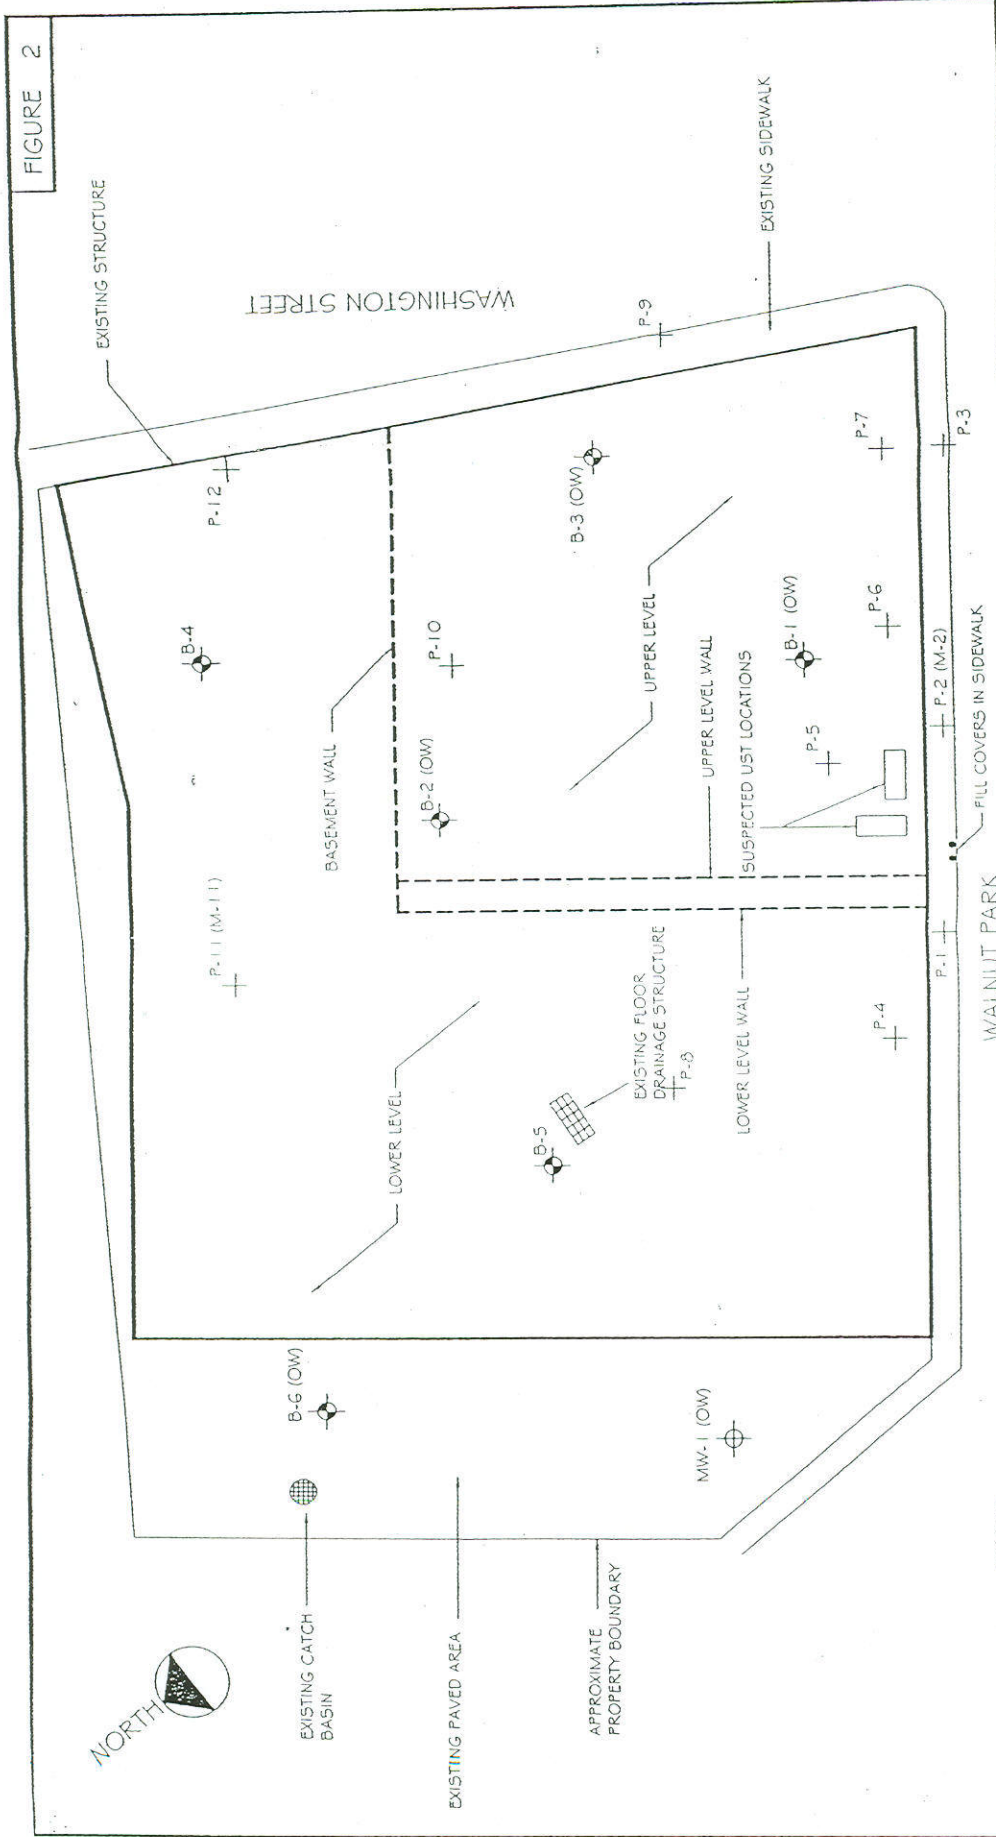 FIGURE 2
EXISTING STRUCTURE
WASHINGTON STREET
EXISTING SIDEWALK
P-12
P-9
B-4
B-3 (OW)
P-7
P-3
BASEMENT WALL
P-10
UPPER LEVEL
B-1 (OW)
P-6
P-2 (M-2)
B-2 (OW)
UPPER LEVEL WALL
SUSPECTED UST LOCATIONS
P-5
FILL COVERS IN SIDEWALK
P-11 (M-11)
P-1
WALNUT PARK
LOWER LEVEL
EXISTING FLOOR
DRAINAGE STRUCTURE
P-8
LOWER LEVEL WALL
P-4
B-5
B-6 (OW)
MW-1 (OW)
NORTH
EXISTING CATCH
BASIN
EXISTING PAVED AREA
APPROXIMATE
PROPERTY BOUNDARY